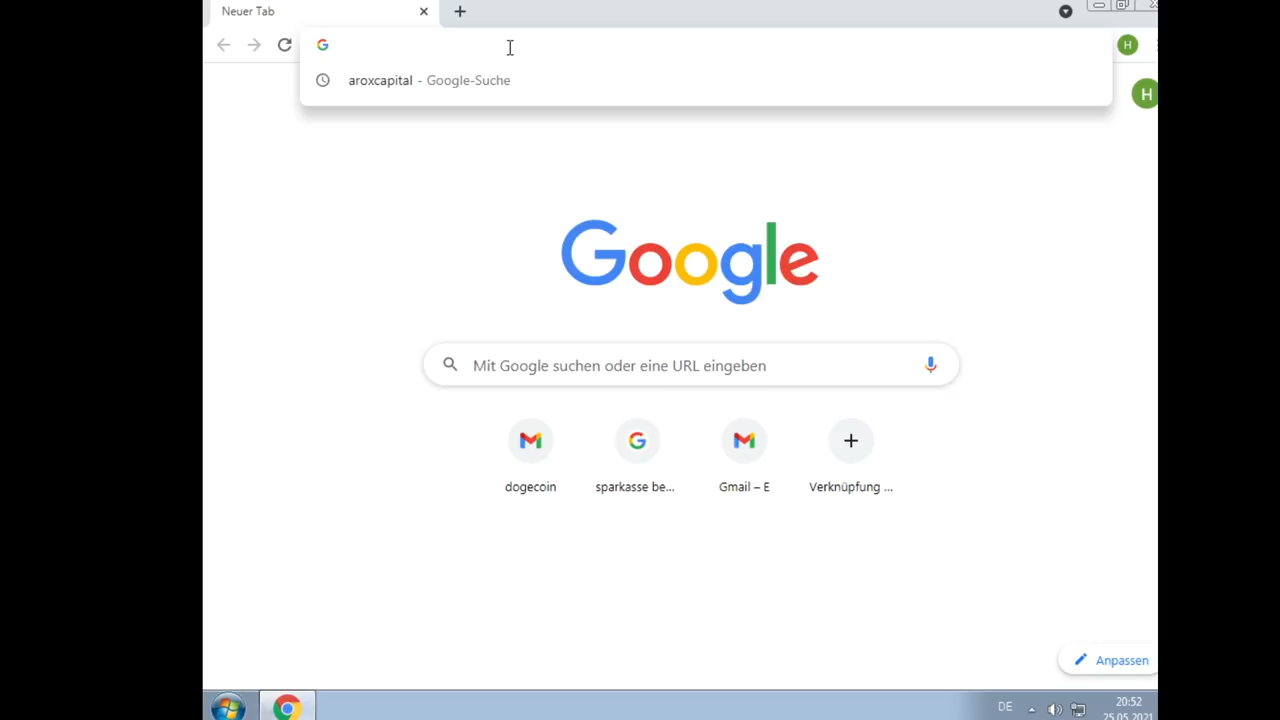 Neuer Tab
H
aroxcapital - Google-Suche
H
Google
Mit Google suchen oder eine URL eingeben
dogecoin
sparkasse be...
Gmail – E
Verknüpfung ...
Anpassen
DE
20:52
25.05.2021